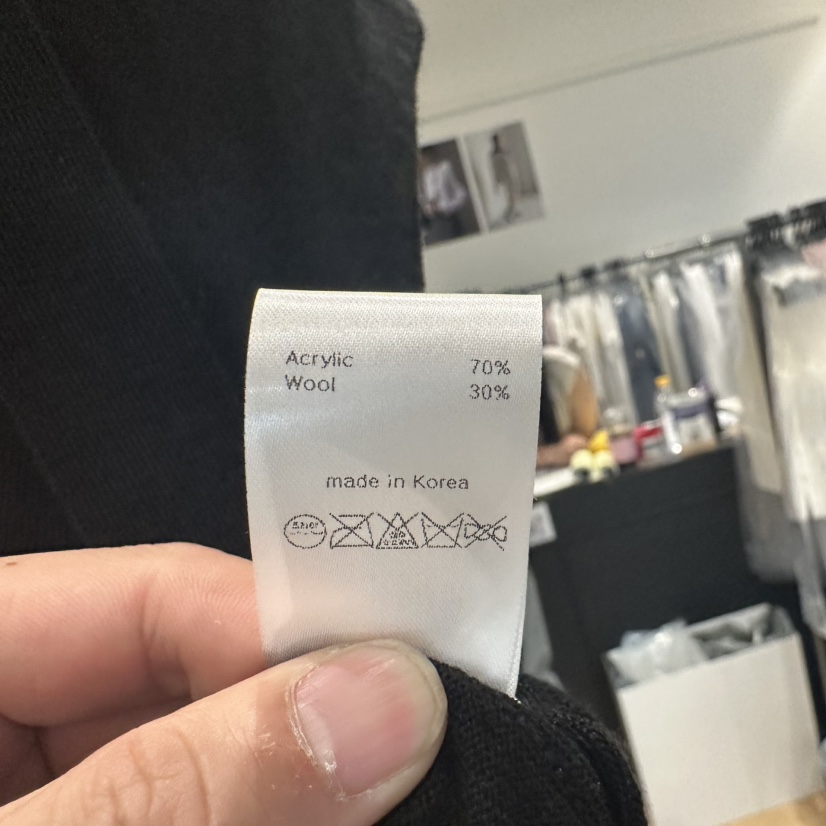 Acrylic 70%
Wool 30%
made in Korea